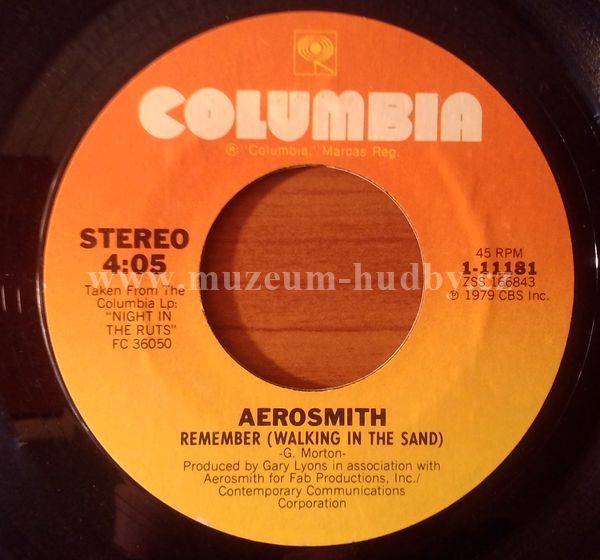 COLUMBIA
® "Columbia," Marcas Reg.
STEREO
4:05
Taken From The
Columbia Lp:
"NIGHT IN
THE RUTS"
FC 36050
45 RPM
1-11181
ZSS 166843
℗ 1979 CBS Inc.
www.muzeum-hudby.cz
AEROSMITH
REMEMBER (WALKING IN THE SAND)
-G. Morton-
Produced by Gary Lyons in association with
Aerosmith for Fab Productions, Inc./
Contemporary Communications
Corporation